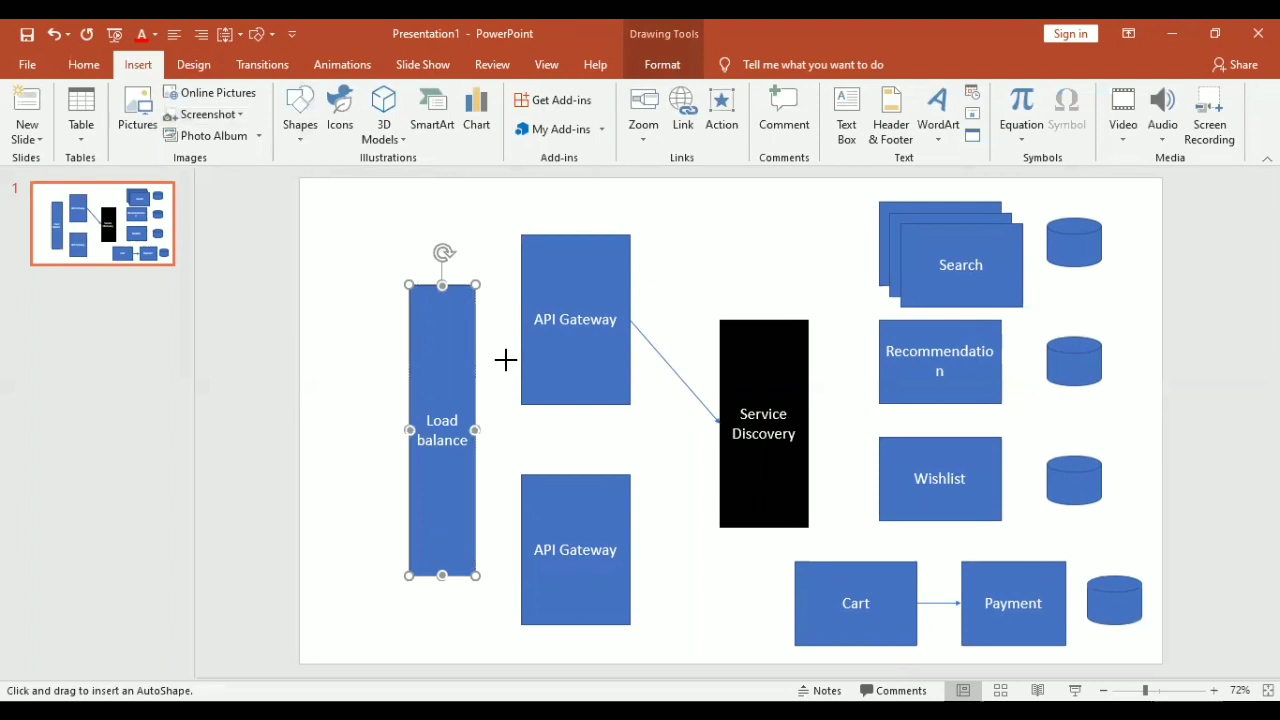 Presentation1 - PowerPoint
Drawing Tools
Sign in
File
Home
Insert
Design
Transitions
Animations
Slide Show
Review
View
Help
Format
Tell me what you want to do
Share
New
Slide
Slides
Table
Tables
Pictures
Online Pictures
Screenshot
Photo Album
Images
Shapes
Icons
3D
Models
SmartArt
Chart
Illustrations
Get Add-ins
My Add-ins
Add-ins
Zoom
Link
Action
Links
Comment
Comments
Text
Box
Header
& Footer
WordArt
Text
Equation
Symbol
Symbols
Video
Audio
Screen
Recording
Media
1
Load
balance
API Gateway
API Gateway
Service
Discovery
Search
Recommendatio
n
Wishlist
Cart
Payment
Click and drag to insert an AutoShape.
Notes
Comments
72%